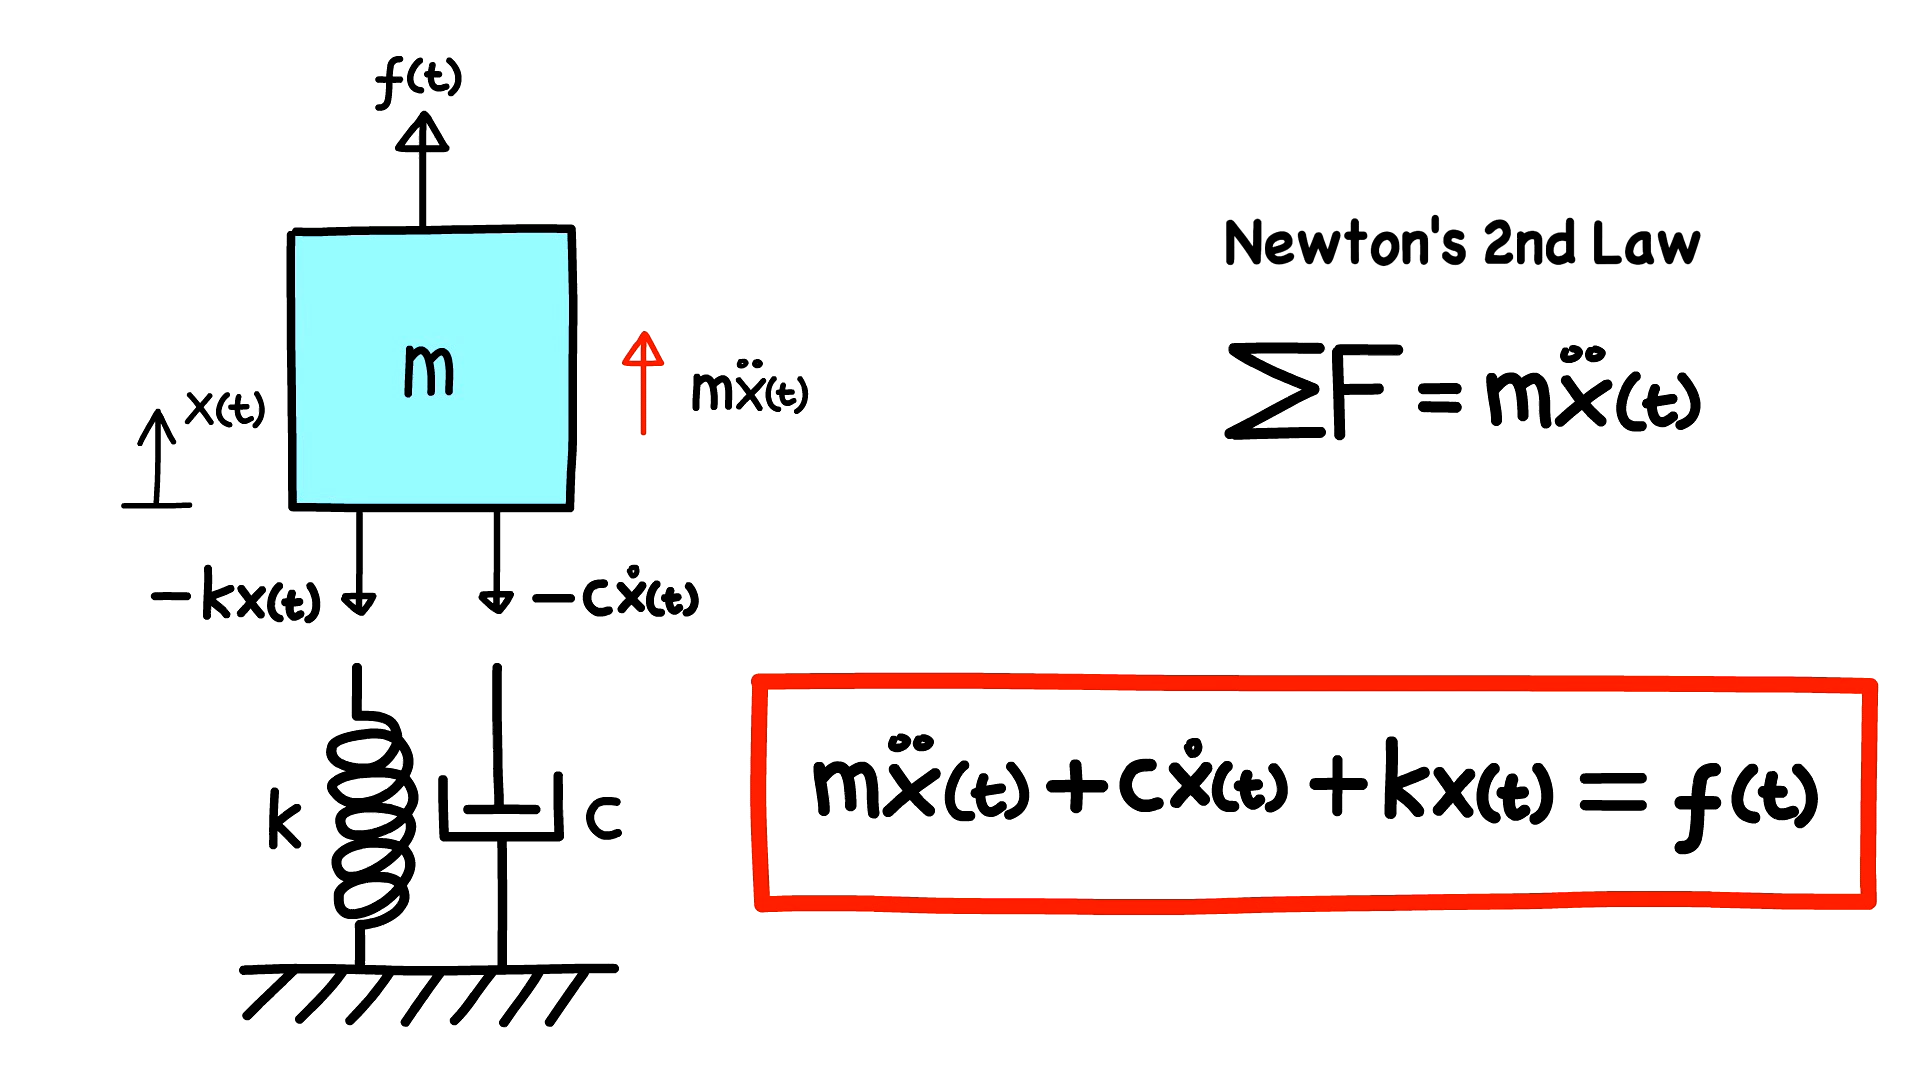 f(t)
Newton's 2nd Law
m
x(t)
mẍ(t)
ΣF = mẍ(t)
-kx(t)
-cẋ(t)
k
c
mẍ(t) + cẋ(t) + kx(t) = f(t)